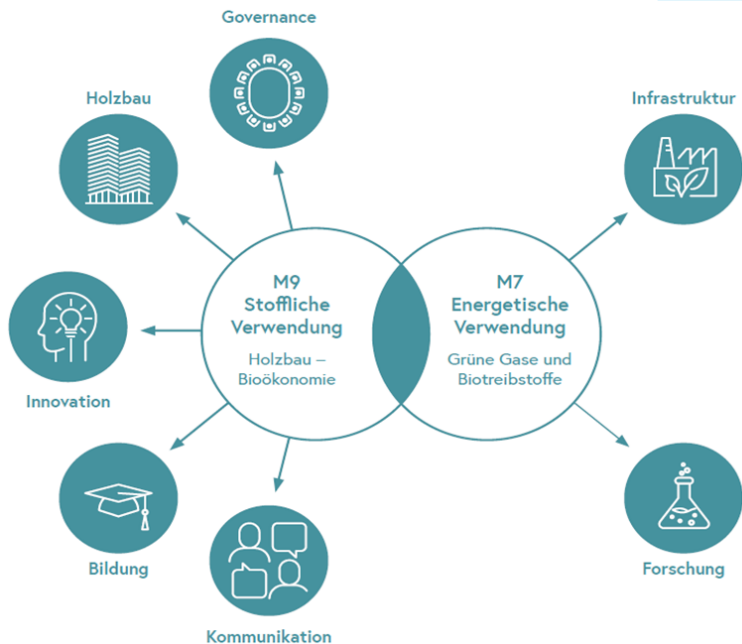 Governance
Holzbau
Infrastruktur
M9
Stoffliche
Verwendung
Holzbau –
Bioökonomie
M7
Energetische
Verwendung
Grüne Gase und
Biotreibstoffe
Innovation
Bildung
Forschung
Kommunikation